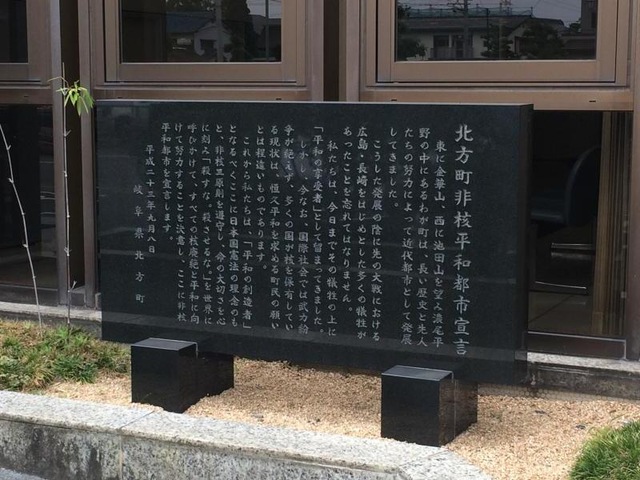 北方町非核平和都市宣言
東に金華山、西に池田山を望む濃尾平
野の中にあるわが町は、長い歴史と先人
たちの努力によって近代都市として発展
してきました。
こうした発展の陰に先の大戦における
広島・長崎をはじめとした多くの犠牲が
あったことを忘れてはなりません。
私たちは、今日までその犠牲の上に
「平和の享受者」として留まってきました。
しかし、今なお、国際社会では武力紛
争が絶えず、多くの国が核を保有してい
る現状は、恒久平和を求める町民の願い
とは程遠いものであります。
これから私たちは、「平和の創造者」
となるべくここに日本国憲法の理念のも
と、非核三原則を遵守し、命の大切さを心
に刻み「殺すな、殺させるな」を世界に
呼びかけて、すべての核廃絶と平和に向
け、努力することを決意し、ここに非核
平和都市を宣言します。
平成二十三年九月八日
岐阜県北方町